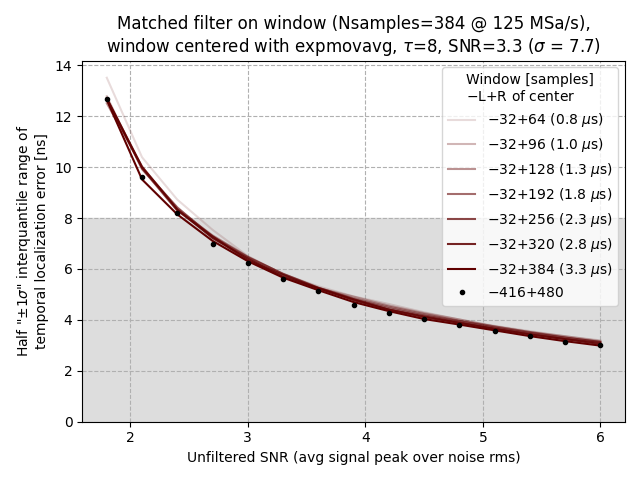 Matched filter on window (Nsamples=384 @ 125 MSa/s),
window centered with expmovavg, τ=8, SNR=3.3 (σ = 7.7)
14
12
10
8
6
4
2
0
Half "±1σ" interquantile range of
temporal localization error [ns]
Window [samples]
−L+R of center
−32+64 (0.8 μs)
−32+96 (1.0 μs)
−32+128 (1.3 μs)
−32+192 (1.8 μs)
−32+256 (2.3 μs)
−32+320 (2.8 μs)
−32+384 (3.3 μs)
−416+480
2
3
4
5
6
Unfiltered SNR (avg signal peak over noise rms)